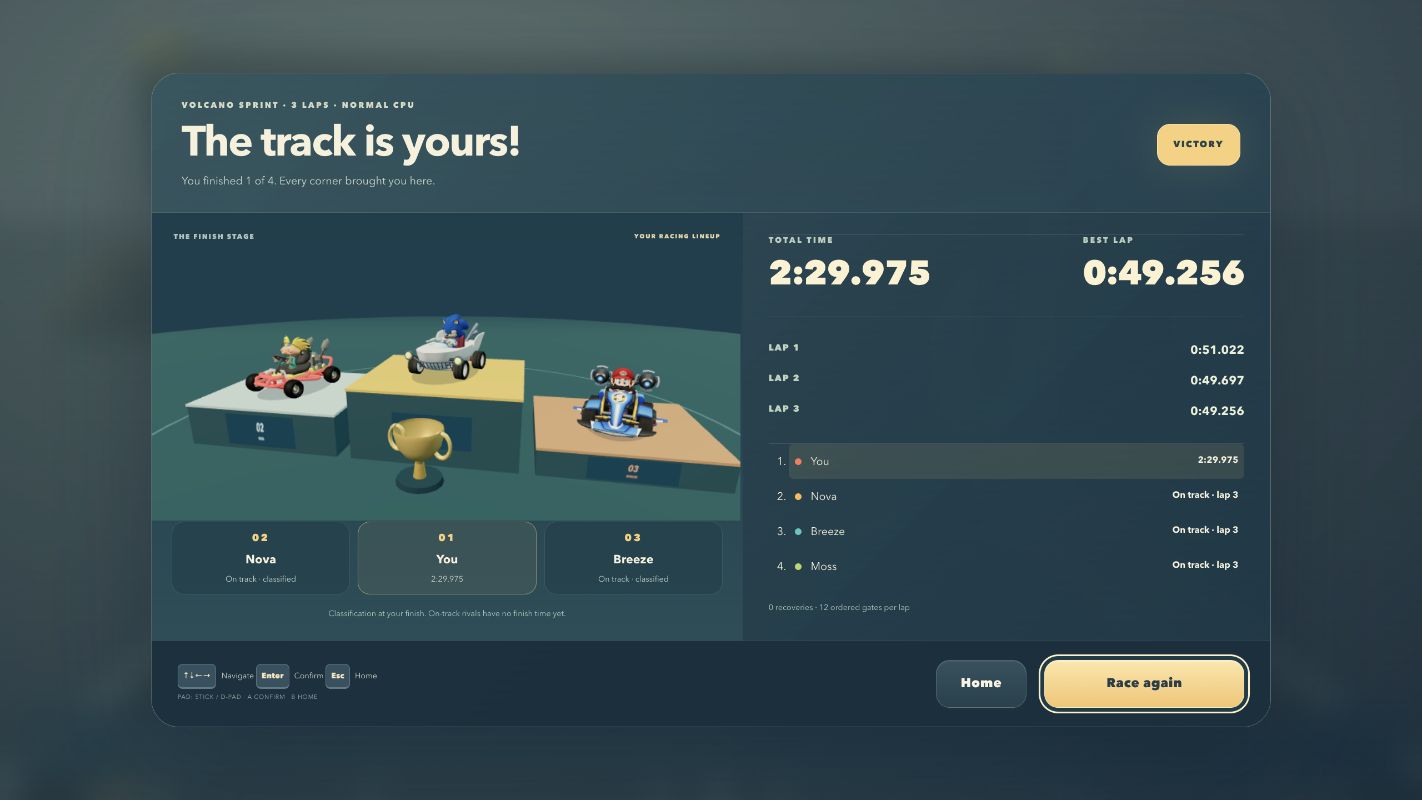 VOLCANO SPRINT · 3 LAPS · NORMAL CPU
The track is yours!
You finished 1 of 4. Every corner brought you here.
VICTORY
THE FINISH STAGE
YOUR RACING LINEUP
02
03
02
Nova
On track · classified
01
You
2:29.975
03
Breeze
On track · classified
Classification at your finish. On-track rivals have no finish time yet.
TOTAL TIME
2:29.975
BEST LAP
0:49.256
LAP 1 0:51.022
LAP 2 0:49.697
LAP 3 0:49.256
1. You 2:29.975
2. Nova On track · lap 3
3. Breeze On track · lap 3
4. Moss On track · lap 3
0 recoveries · 12 ordered gates per lap
↑↓←→ Navigate Enter Confirm Esc Home
PAD: STICK / D-PAD · A CONFIRM · B HOME
Home
Race again